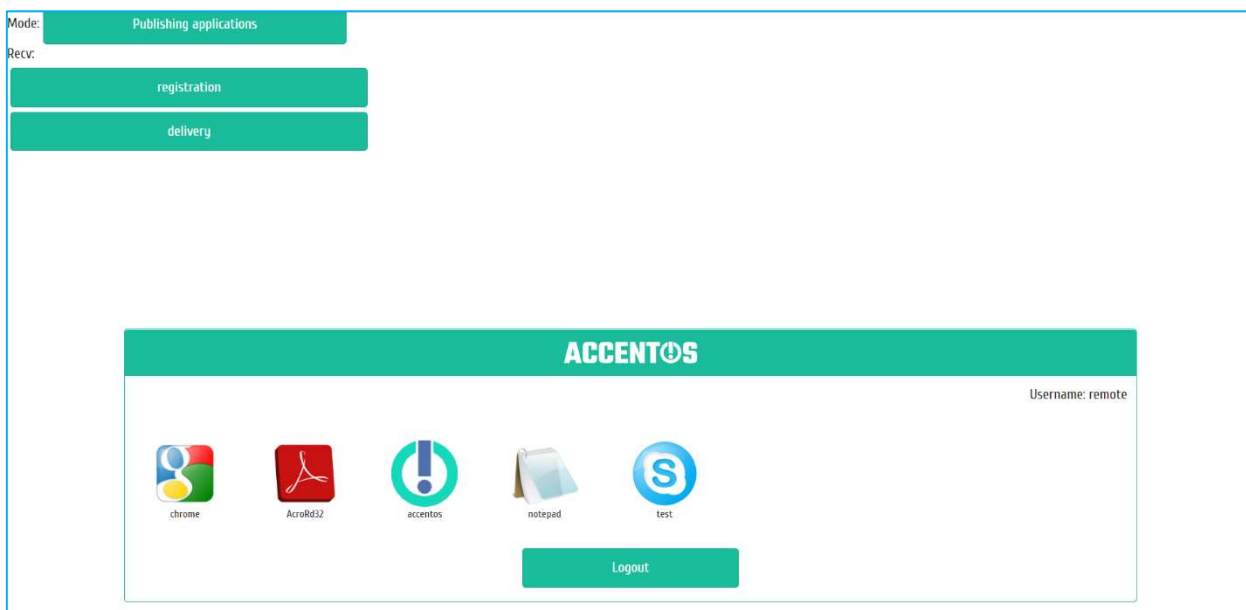 Mode: Publishing applications
Recv:
registration
delivery
ACCENTOS
Username: remote
chrome AcroRd32 accentos notepad test
Logout